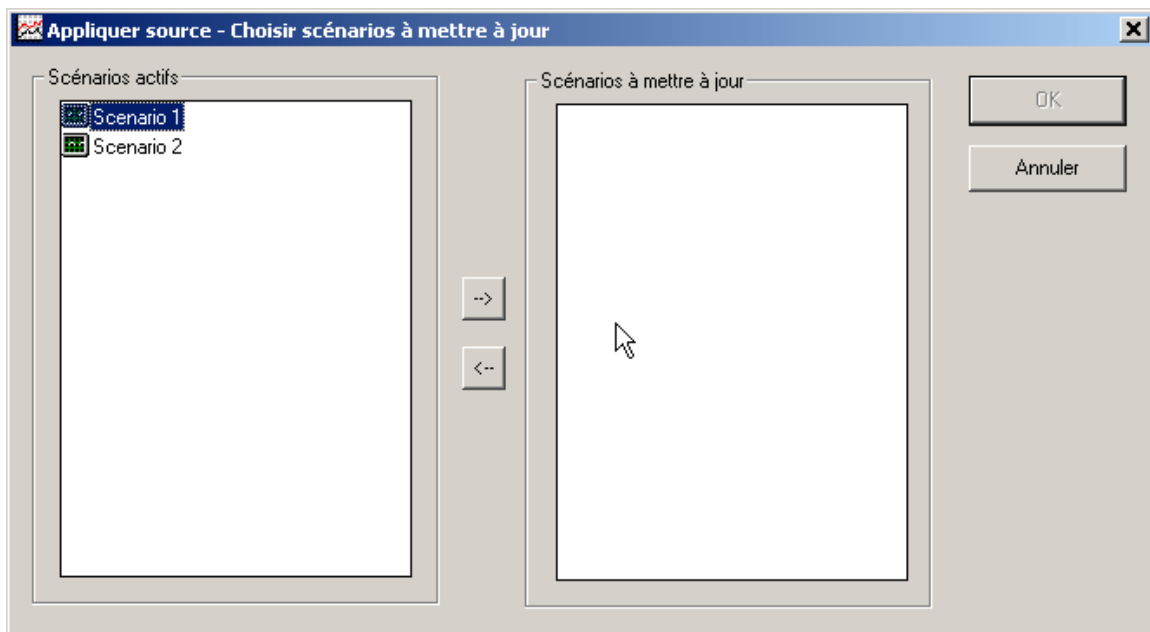 Appliquer source - Choisir scénarios à mettre à jour
Scénarios actifs
Scenario 1
Scenario 2
-->
<--
Scénarios à mettre à jour
OK
Annuler